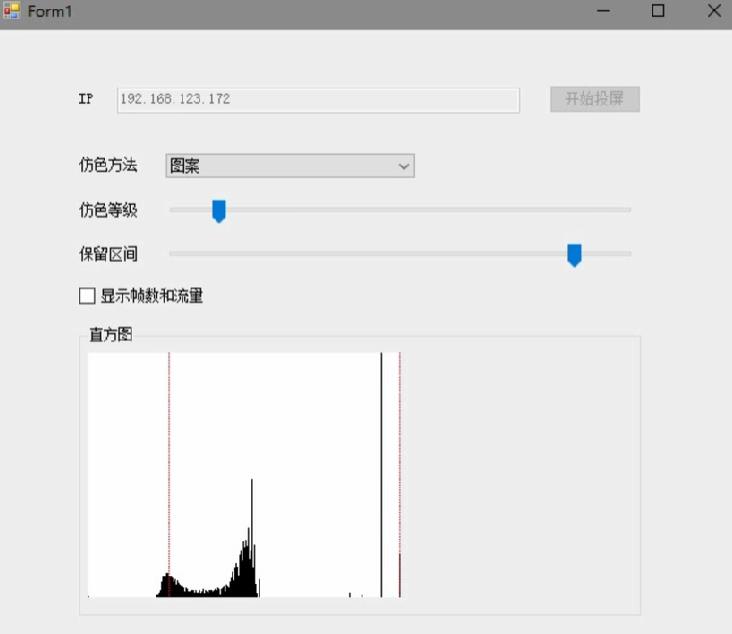 Form1
IP 192.168.123.172 开始投屏
仿色方法 图案
仿色等级
保留区间
显示帧数和流量
直方图